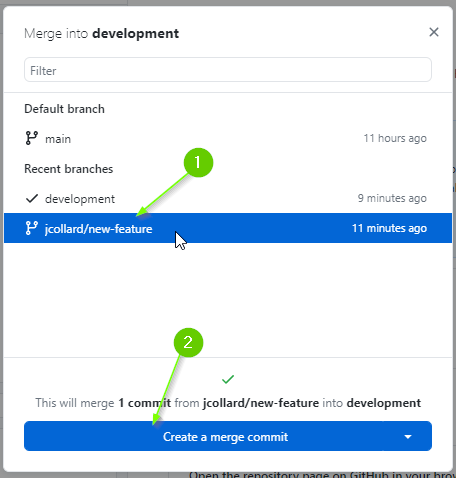 Merge into development
Filter
Default branch
main 11 hours ago
Recent branches
1
development 9 minutes ago
jcollard/new-feature 11 minutes ago
2
This will merge 1 commit from jcollard/new-feature into development
Create a merge commit
Open the repository page on GitHub in your brow